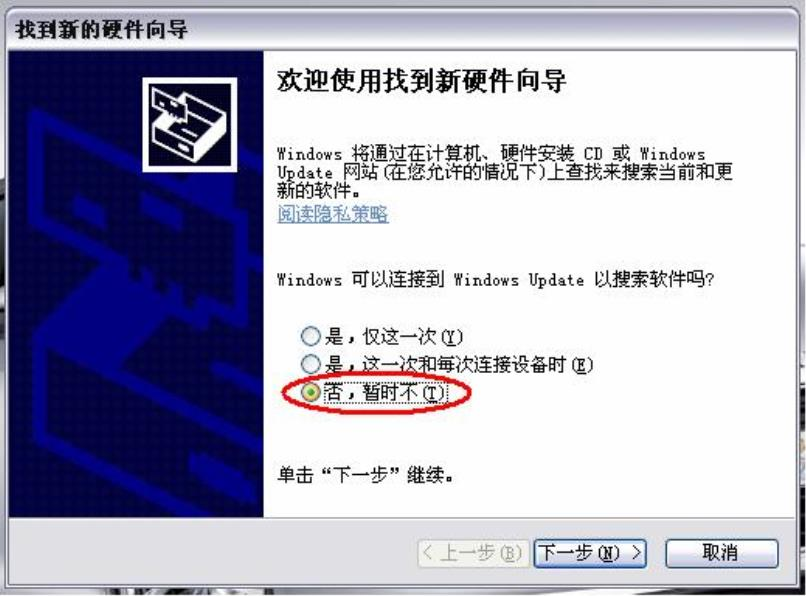 找到新的硬件向导
欢迎使用找到新硬件向导
Windows 将通过在计算机、硬件安装 CD 或 Windows
Update 网站(在您允许的情况下)上查找来搜索当前和更
新的软件。
阅读隐私策略
Windows 可以连接到 Windows Update 以搜索软件吗?
是，仅这一次(Y)
是，这一次和每次连接设备时(E)
否，暂时不(T)
单击“下一步”继续。
< 上一步(B) 下一步(N) > 取消